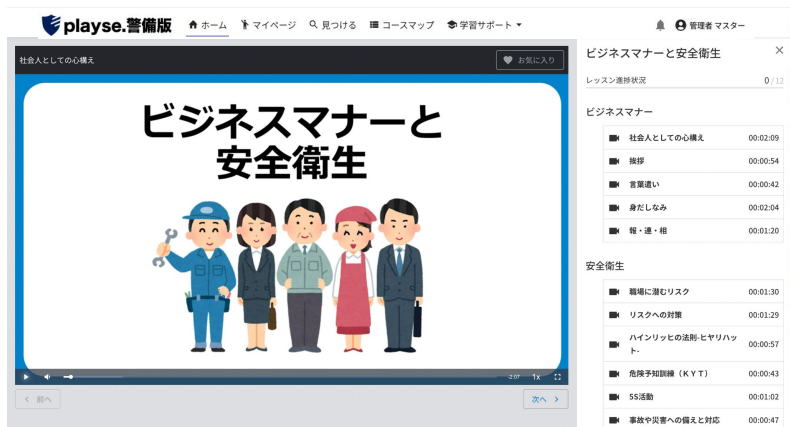 playse.警備版
ホーム
マイページ
見つける
コースマップ
学習サポート
管理者 マスター
社会人としての心構え
お気に入り
ビジネスマナーと
安全衛生
-2:07
1x
前へ
次へ
ビジネスマナーと安全衛生
レッスン進捗状況
0 / 12
ビジネスマナー
社会人としての心構え 00:02:09
挨拶 00:00:54
言葉遣い 00:00:42
身だしなみ 00:02:04
報・連・相 00:01:20
安全衛生
職場に潜むリスク 00:01:30
リスクへの対策 00:01:29
ハインリッヒの法則-ヒヤリハッ
ト- 00:00:57
危険予知訓練（ＫＹＴ） 00:00:43
5S活動 00:01:02
事故や災害への備えと対応 00:00:47